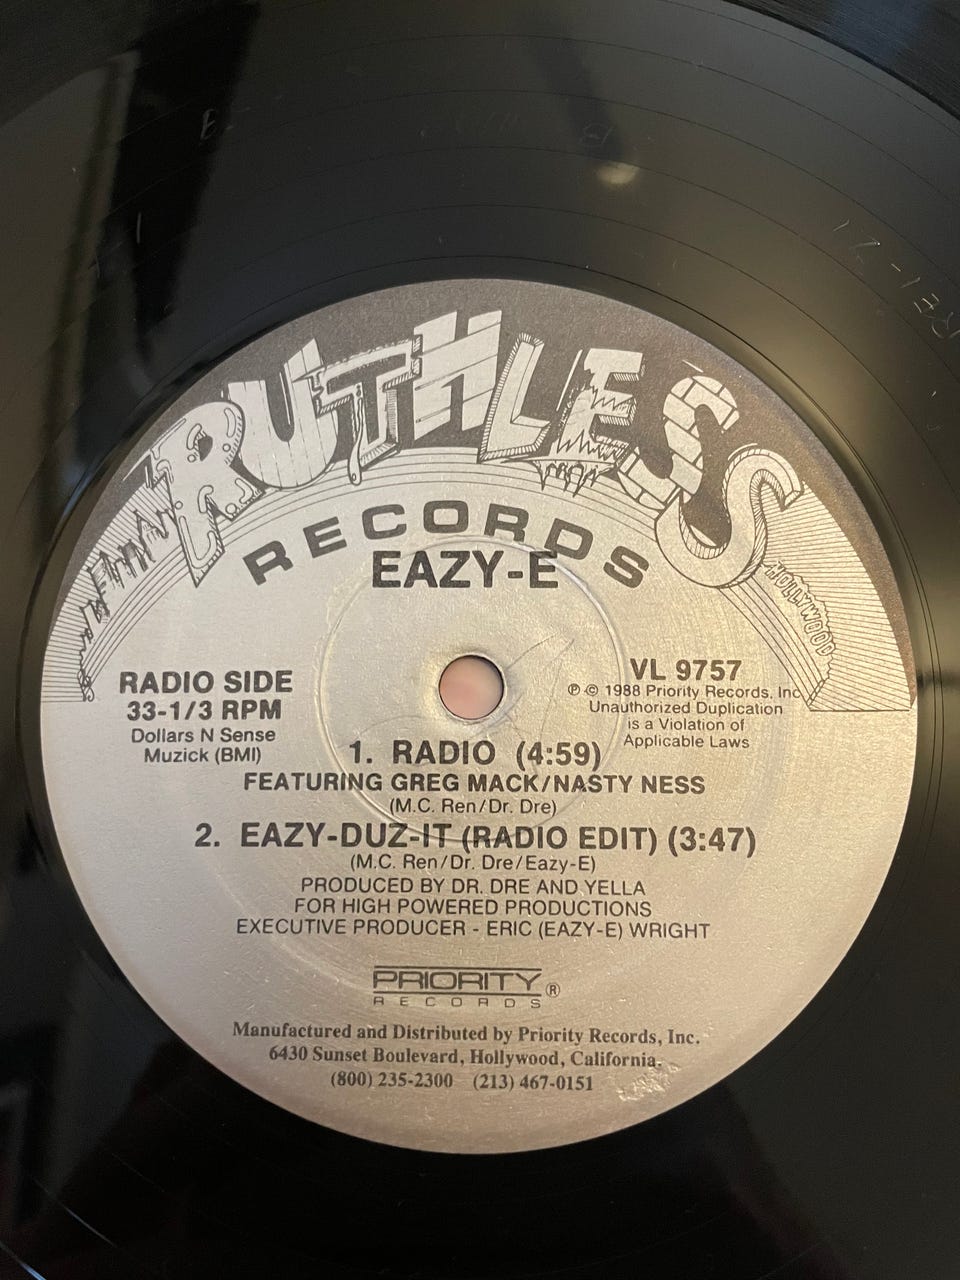 RUTHLESS
RECORDS
EAZY-E
HOLLYWOOD
RADIO SIDE
33-1/3 RPM
Dollars N Sense
Muzick (BMI)
VL 9757
℗ © 1988 Priority Records, Inc
Unauthorized Duplication
is a Violation of
Applicable Laws
1. RADIO (4:59)
FEATURING GREG MACK/NASTY NESS
(M.C. Ren/Dr. Dre)
2. EAZY-DUZ-IT (RADIO EDIT) (3:47)
(M.C. Ren/Dr. Dre/Eazy-E)
PRODUCED BY DR. DRE AND YELLA
FOR HIGH POWERED PRODUCTIONS
EXECUTIVE PRODUCER - ERIC (EAZY-E) WRIGHT
PRIORITY ®
RECORDS
Manufactured and Distributed by Priority Records, Inc.
6430 Sunset Boulevard, Hollywood, California.
(800) 235-2300 (213) 467-0151